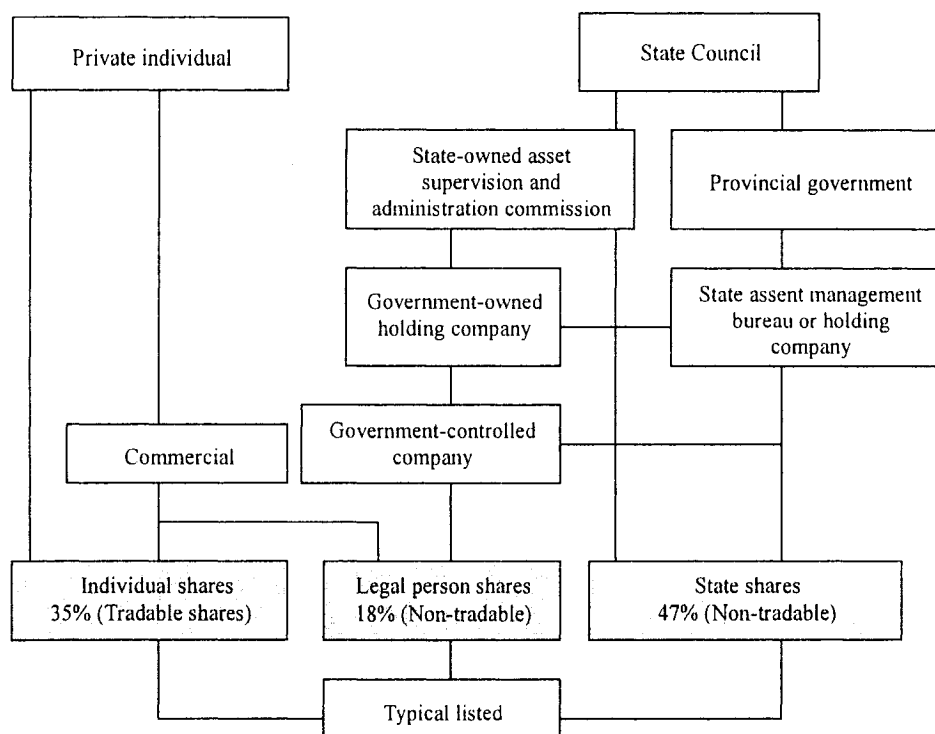 Private individual
State Council
State-owned asset
supervision and
administration commission
Provincial government
Government-owned
holding company
State assent management
bureau or holding
company
Commercial
Government-controlled
company
Individual shares
35% (Tradable shares)
Legal person shares
18% (Non-tradable)
State shares
47% (Non-tradable)
Typical listed